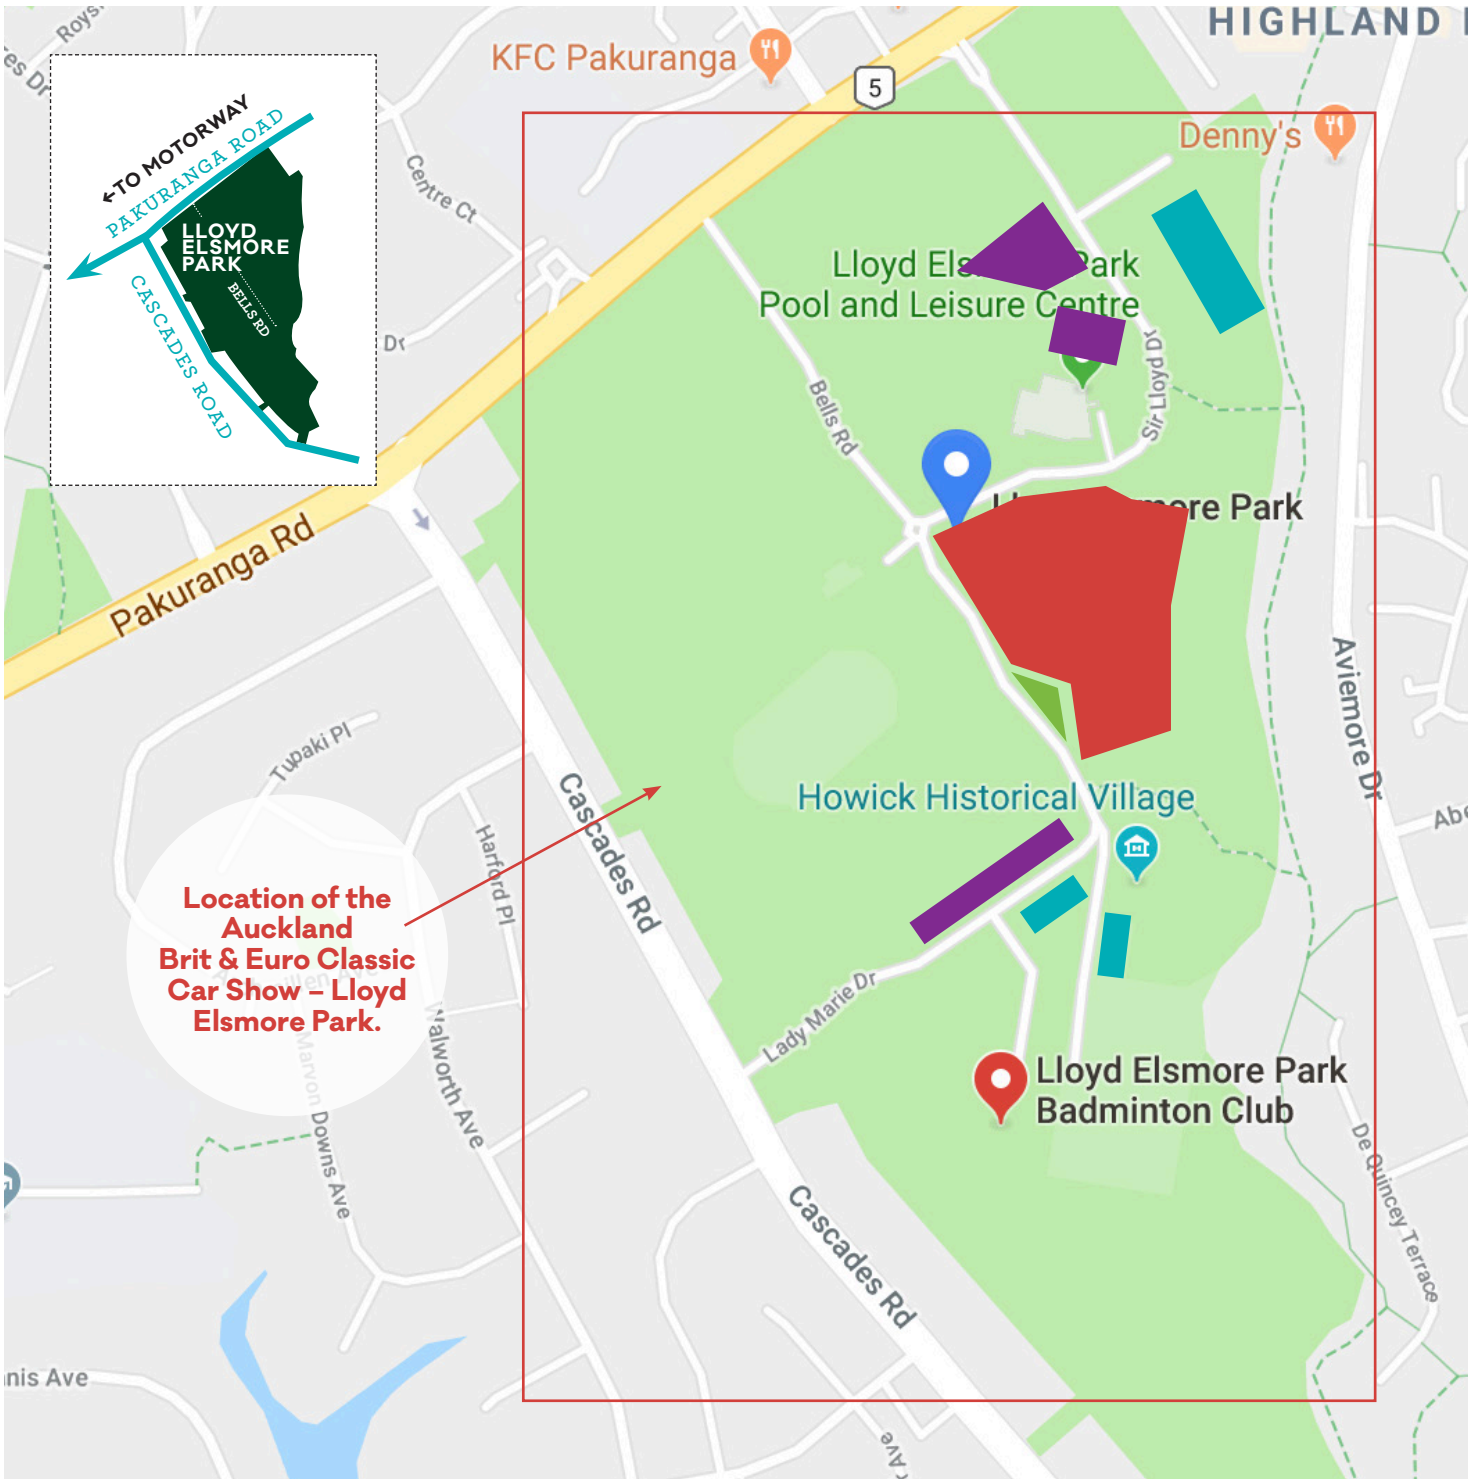 HIGHLAND
KFC Pakuranga
5
Denny's
←TO MOTORWAY
PAKURANGA ROAD
LLOYD
ELSMORE
PARK
BELLS RD
CASCADES ROAD
es Dr
Centre Ct
Dr
Lloyd Els Park
Pool and Leisure Centre
Sir Lloyd Dr
Bells Rd
more Park
Pakuranga Rd
Aviemore Dr
Tupaki Pl
Howick Historical Village
Cascades Rd
Harford Pl
Location of the
Auckland
Brit & Euro Classic
Car Show – Lloyd
Elsmore Park.
Lady Marie Dr
Walworth Ave
Marvon Downs Ave
Lloyd Elsmore Park
Badminton Club
De Quincey Terrace
Cascades Rd
nis Ave
Ave